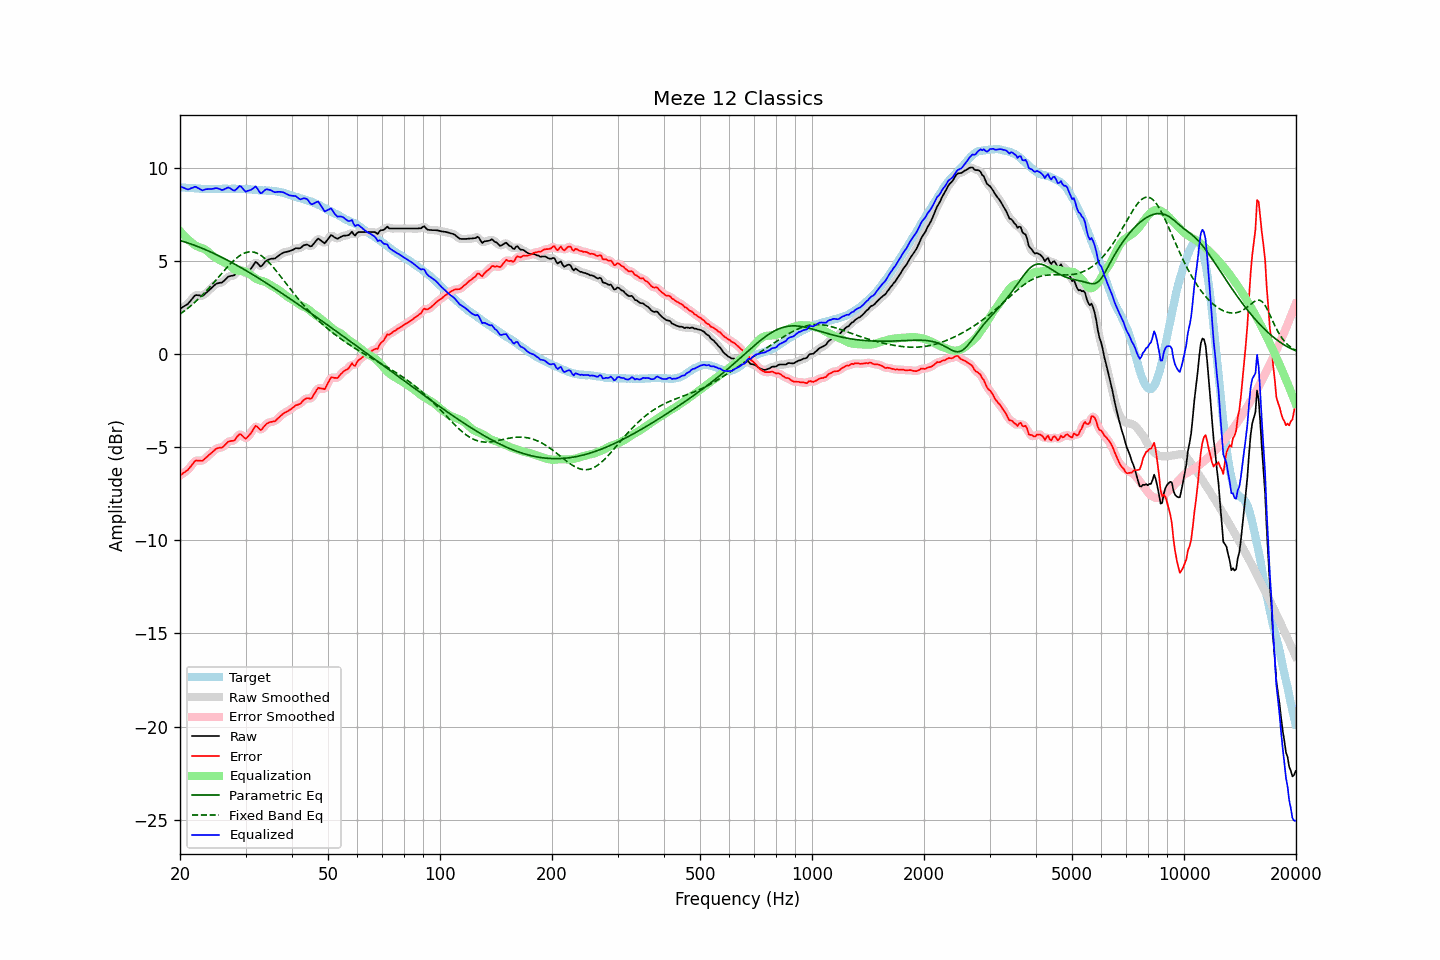 Meze 12 Classics
Amplitude (dBr)
10
5
0
−5
−10
−15
−20
−25
Target
Raw Smoothed
Error Smoothed
Raw
Error
Equalization
Parametric Eq
Fixed Band Eq
Equalized
20 50 100 200 500 1000 2000 5000 10000 20000
Frequency (Hz)